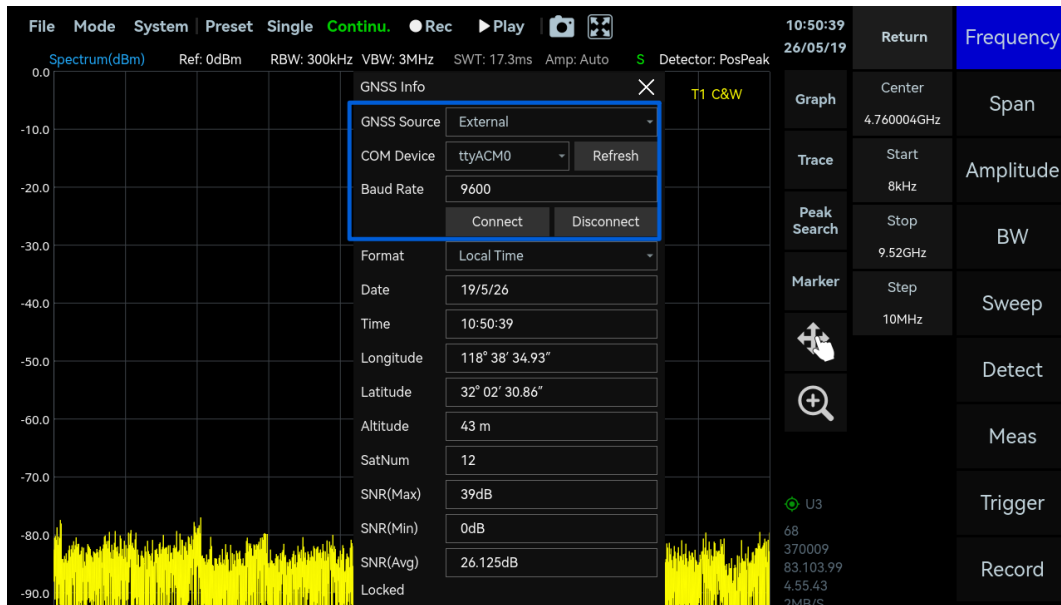 File Mode System Preset Single Continu. Rec Play
10:50:39
26/05/19
Spectrum(dBm) Ref: 0dBm RBW: 300kHz VBW: 3MHz SWT: 17.3ms Amp: Auto S Detector: PosPeak
T1 C&W
0.0
-10.0
-20.0
-30.0
-40.0
-50.0
-60.0
-70.0
-80.0
-90.0
GNSS Info
GNSS Source External
COM Device ttyACM0 Refresh
Baud Rate 9600
Connect Disconnect
Format Local Time
Date 19/5/26
Time 10:50:39
Longitude 118° 38′ 34.93″
Latitude 32° 02′ 30.86″
Altitude 43 m
SatNum 12
SNR(Max) 39dB
SNR(Min) 0dB
SNR(Avg) 26.125dB
Locked
Graph
Trace
Peak
Search
Marker
U3
68
370009
83.103.99
4.55.43
2MB/S
Return
Center
4.760004GHz
Start
8kHz
Stop
9.52GHz
Step
10MHz
Frequency
Span
Amplitude
BW
Sweep
Detect
Meas
Trigger
Record